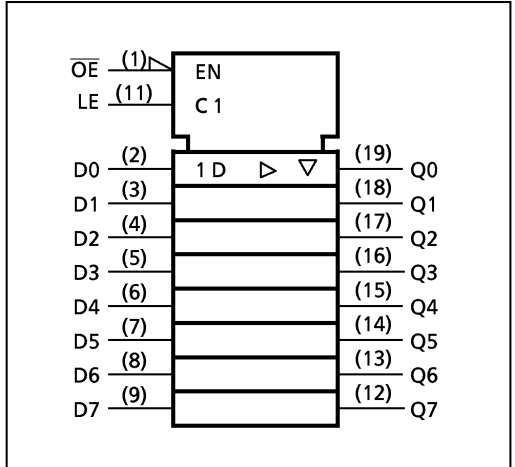 O̅E̅ (1) EN
LE (11) C1
D0 (2) 1D ▷ ▽ (19) Q0
D1 (3) (18) Q1
D2 (4) (17) Q2
D3 (5) (16) Q3
D4 (6) (15) Q4
D5 (7) (14) Q5
D6 (8) (13) Q6
D7 (9) (12) Q7